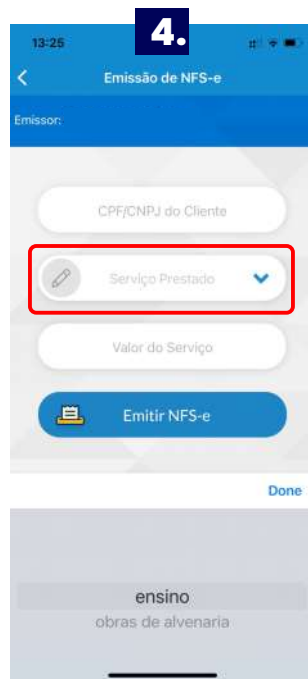 4.
13:25
Emissão de NFS-e
Emissor:
CPF/CNPJ do Cliente
Serviço Prestado
Valor do Serviço
Emitir NFS-e
Done
ensino
obras de alvenaria